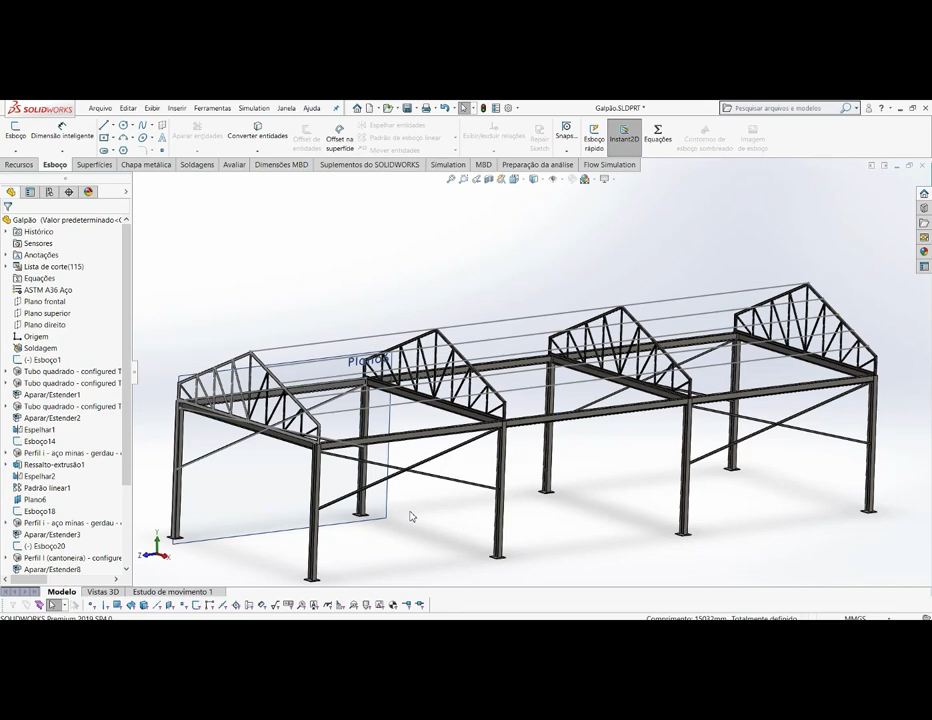 SOLIDWORKS
Arquivo Editar Exibir Inserir Ferramentas Simulation Janela Ajuda
Galpão.SLDPRT *
Pesquisar arquivos e modelos
Esboço
Dimensão inteligente
Aparar entidades
Converter entidades
Offset de entidades
Offset na superfície
Espelhar entidades
Padrão de esboço linear
Mover entidades
Exibir/excluir relações
Repair Sketch
Snaps...
Esboço rápido
Instant2D
Equações
Contornos de esboço sombreado
Imagem de esboço
Recursos Esboço Superfícies Chapa metálica Soldagens Avaliar Dimensões MBD Suplementos do SOLIDWORKS Simulation MBD Preparação da análise Flow Simulation
Galpão (Valor predeterminado<
Histórico
Sensores
Anotações
Lista de corte(115)
Equações
ASTM A36 Aço
Plano frontal
Plano superior
Plano direito
Origem
Soldagem
(-) Esboço1
Tubo quadrado - configured T
Tubo quadrado - configured T
Aparar/Estender1
Tubo quadrado - configured T
Aparar/Estender2
Espelhar1
Esboço14
Perfil i - aço minas - gerdau -
Ressalto-extrusão1
Espelhar2
Padrão linear1
Plano6
Esboço18
Perfil i - aço minas - gerdau -
Aparar/Estender3
(-) Esboço20
Perfil l (cantoneira) - configure
Aparar/Estender8
Y
Z
X
Modelo Vistas 3D Estudo de movimento 1
SOLIDWORKS Premium 2019 SP4.0
Comprimento: 15032mm Totalmente definido
MMGS